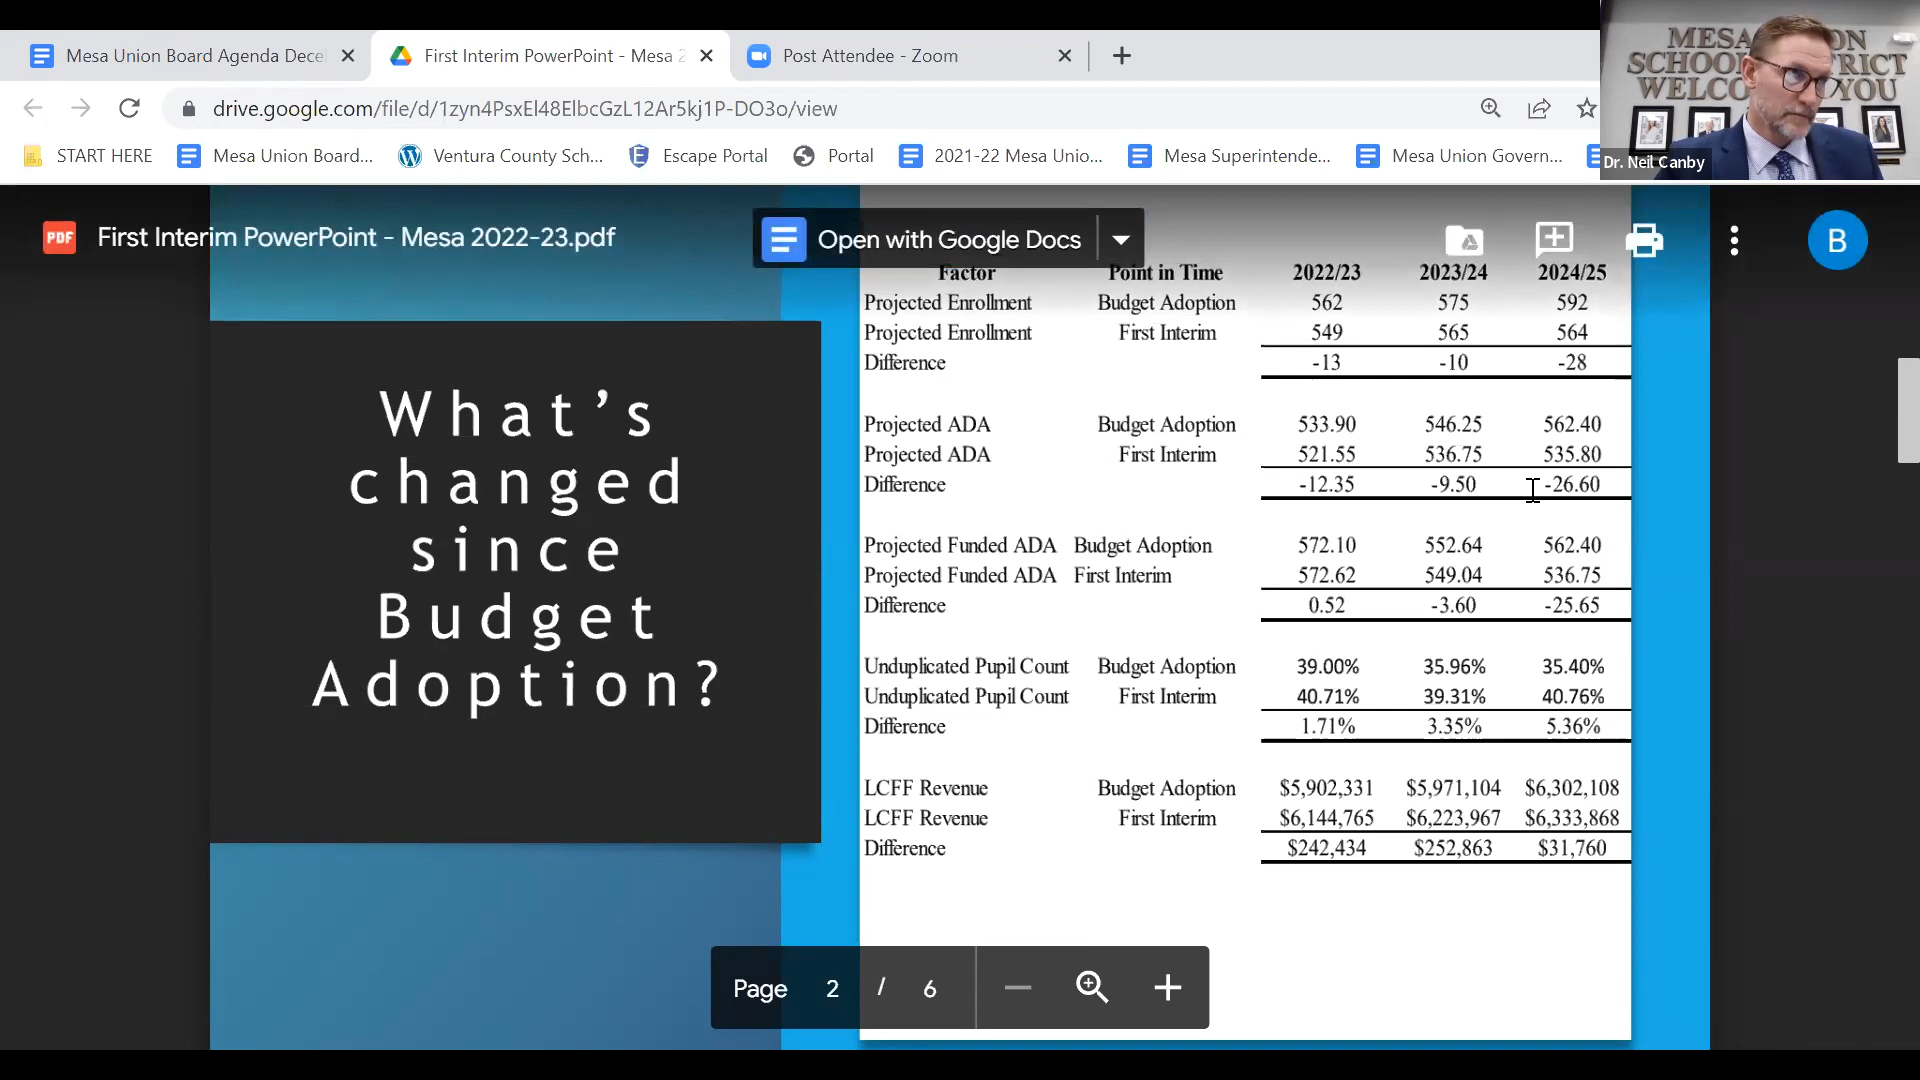 Mesa Union Board Agenda Dece
First Interim PowerPoint - Mesa 2
Post Attendee - Zoom
drive.google.com/file/d/1zyn4PsxEl48ElbcGzL12Ar5kj1P-DO3o/view
START HERE
Mesa Union Board...
Ventura County Sch...
Escape Portal
Portal
2021-22 Mesa Unio...
Mesa Superintende...
Mesa Union Govern...
MESA UNION
SCHOOL DISTRICT
WELCOMES YOU
Dr. Neil Canby
PDF First Interim PowerPoint - Mesa 2022-23.pdf
Open with Google Docs
B
What's
changed
since
Budget
Adoption?
Factor Point in Time 2022/23 2023/24 2024/25
Projected Enrollment Budget Adoption 562 575 592
Projected Enrollment First Interim 549 565 564
Difference -13 -10 -28
Projected ADA Budget Adoption 533.90 546.25 562.40
Projected ADA First Interim 521.55 536.75 535.80
Difference -12.35 -9.50 -26.60
Projected Funded ADA Budget Adoption 572.10 552.64 562.40
Projected Funded ADA First Interim 572.62 549.04 536.75
Difference 0.52 -3.60 -25.65
Unduplicated Pupil Count Budget Adoption 39.00% 35.96% 35.40%
Unduplicated Pupil Count First Interim 40.71% 39.31% 40.76%
Difference 1.71% 3.35% 5.36%
LCFF Revenue Budget Adoption $5,902,331 $5,971,104 $6,302,108
LCFF Revenue First Interim $6,144,765 $6,223,967 $6,333,868
Difference $242,434 $252,863 $31,760
Page 2 / 6